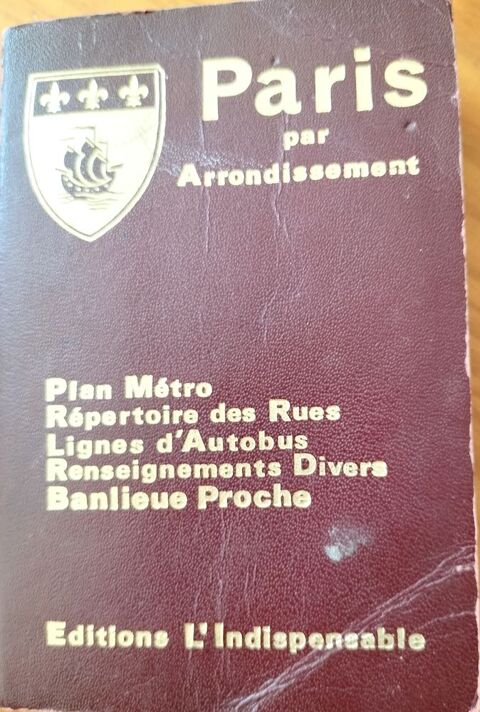 Paris
par
Arrondissement
Plan Métro
Répertoire des Rues
Lignes d'Autobus
Renseignements Divers
Banlieue Proche
Editions L'Indispensable